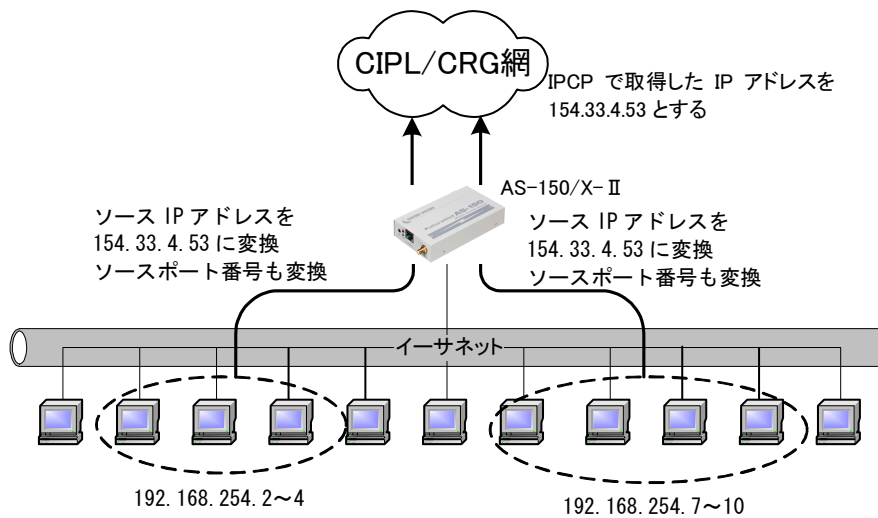 CIPL/CRG網
IPCP で取得した IP アドレスを
154.33.4.53 とする
AS-150/X-Ⅱ
ソース IP アドレスを
154.33.4.53 に変換
ソースポート番号も変換
ソース IP アドレスを
154.33.4.53 に変換
ソースポート番号も変換
イーサネット
192.168.254.2～4
192.168.254.7～10